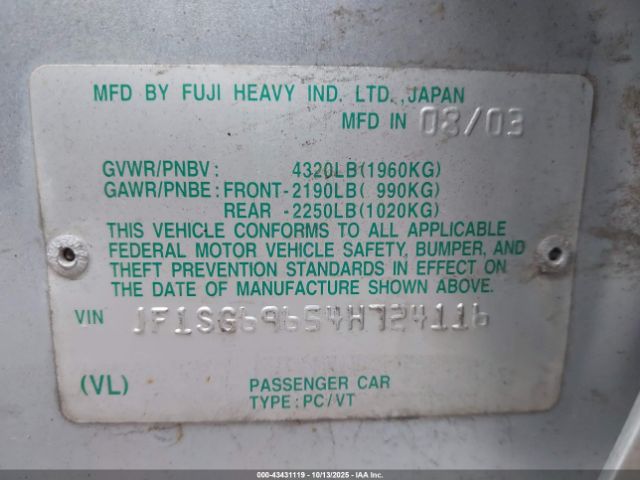 MFD BY FUJI HEAVY IND. LTD., JAPAN
MFD IN 08/03
GVWR/PNBV: 4320LB(1960KG)
GAWR/PNBE: FRONT-2190LB( 990KG)
REAR -2250LB(1020KG)
THIS VEHICLE CONFORMS TO ALL APPLICABLE
FEDERAL MOTOR VEHICLE SAFETY, BUMPER, AND
THEFT PREVENTION STANDARDS IN EFFECT ON
THE DATE OF MANUFACTURE SHOWN ABOVE.
VIN JF1SG69654H724116
(VL) PASSENGER CAR
TYPE: PC/VT
000-43431119 | 10/13/2025 | IAA, Inc.